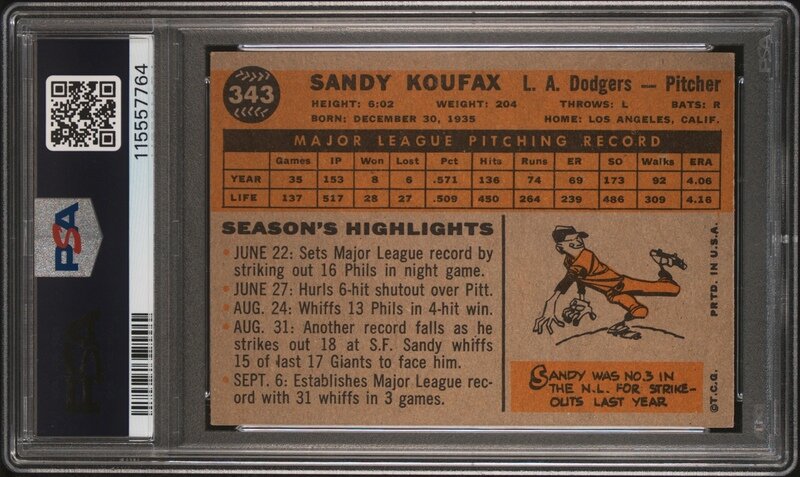 115557764
PSA
PSA
343
SANDY KOUFAX L. A. Dodgers — Pitcher
HEIGHT: 6:02 WEIGHT: 204 THROWS: L BATS: R
BORN: DECEMBER 30, 1935 HOME: LOS ANGELES, CALIF.
MAJOR LEAGUE PITCHING RECORD
Games IP Won Lost Pct Hits Runs ER SO Walks ERA
YEAR 35 153 8 6 .571 136 74 69 173 92 4.06
LIFE 137 517 28 27 .509 450 264 239 486 309 4.16
SEASON'S HIGHLIGHTS
• JUNE 22: Sets Major League record by
striking out 16 Phils in night game.
• JUNE 27: Hurls 6-hit shutout over Pitt.
• AUG. 24: Whiffs 13 Phils in 4-hit win.
• AUG. 31: Another record falls as he
strikes out 18 at S.F. Sandy whiffs
15 of last 17 Giants to face him.
• SEPT. 6: Establishes Major League rec-
ord with 31 whiffs in 3 games.
SANDY WAS NO.3 IN
THE N.L. FOR STRIKE-
OUTS LAST YEAR
©T.C.G. PRTD. IN U.S.A.
PSA